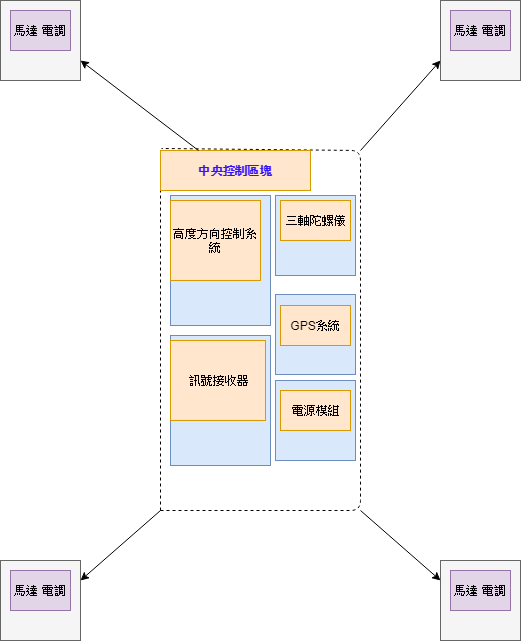 馬達 電調
馬達 電調
中央控制區塊
高度方向控制系
統
三軸陀螺儀
GPS系統
訊號接收器
電源模組
馬達 電調
馬達 電調